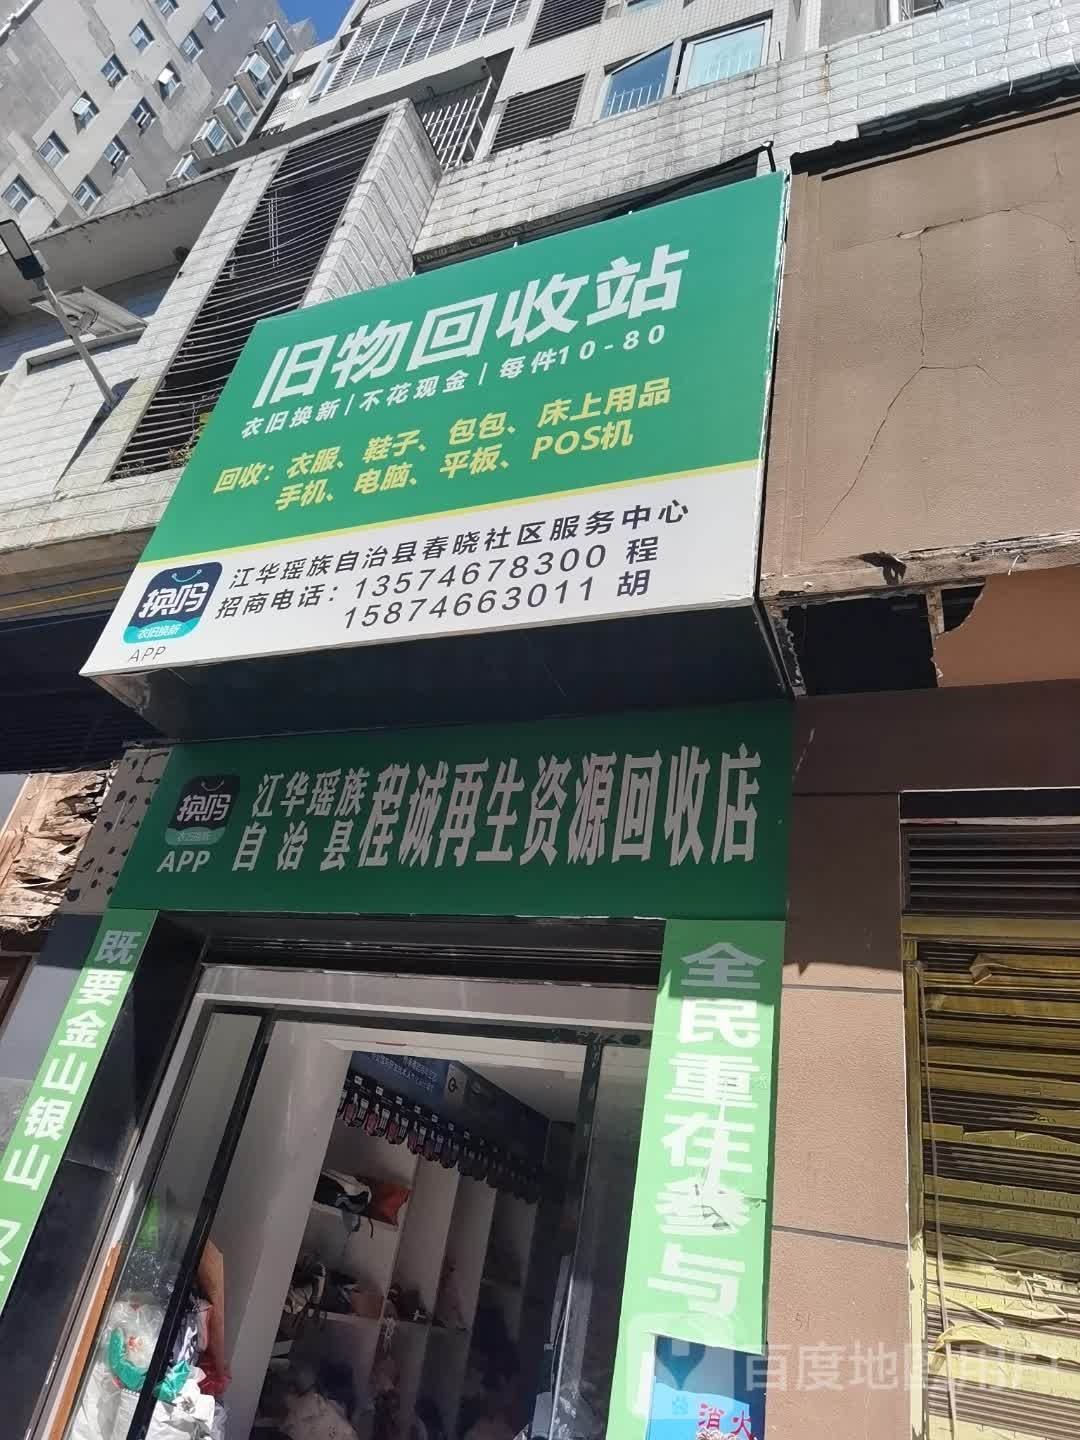 旧物回收站
衣旧换新|不花现金|每件10-80
回收：衣服、鞋子、包包、床上用品
手机、电脑、平板、POS机
换吗
衣旧换新
APP
江华瑶族自治县春晓社区服务中心
招商电话：13574678300 程
15874663011 胡
换吗
衣旧换新
APP
江华瑶族
自治县
程诚再生资源回收店
既要金山银山
全民重在参与
消火
百度地图用户